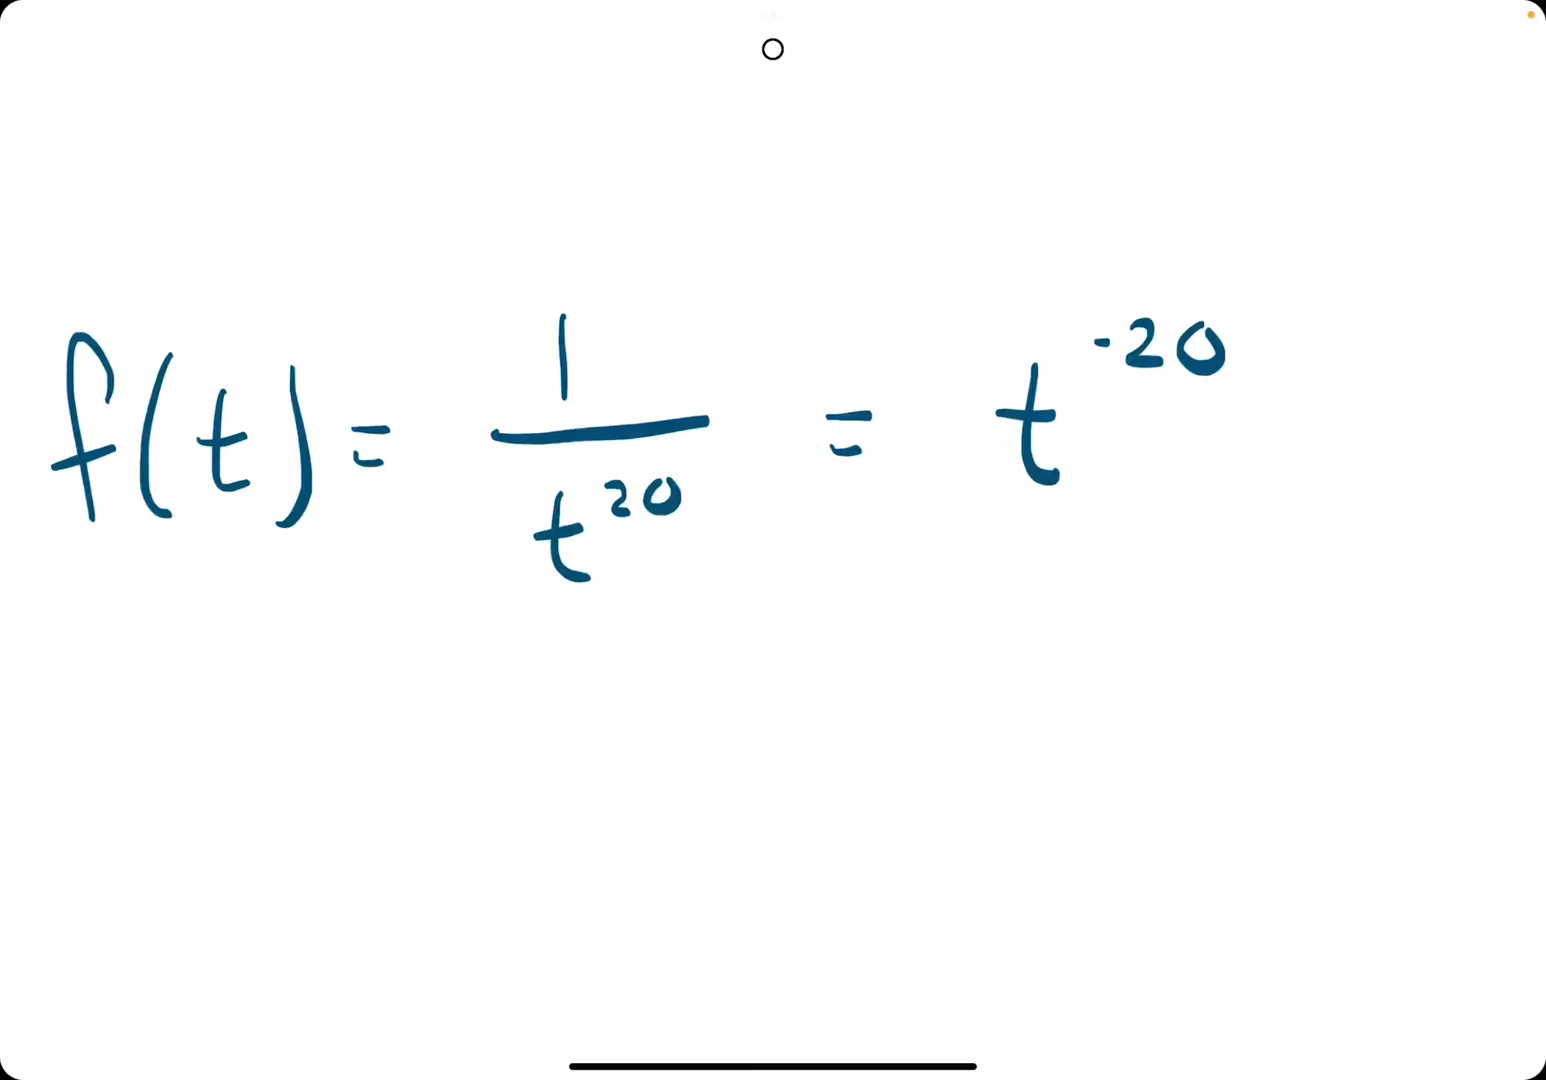 f(t) = 1/t^20 = t^-20